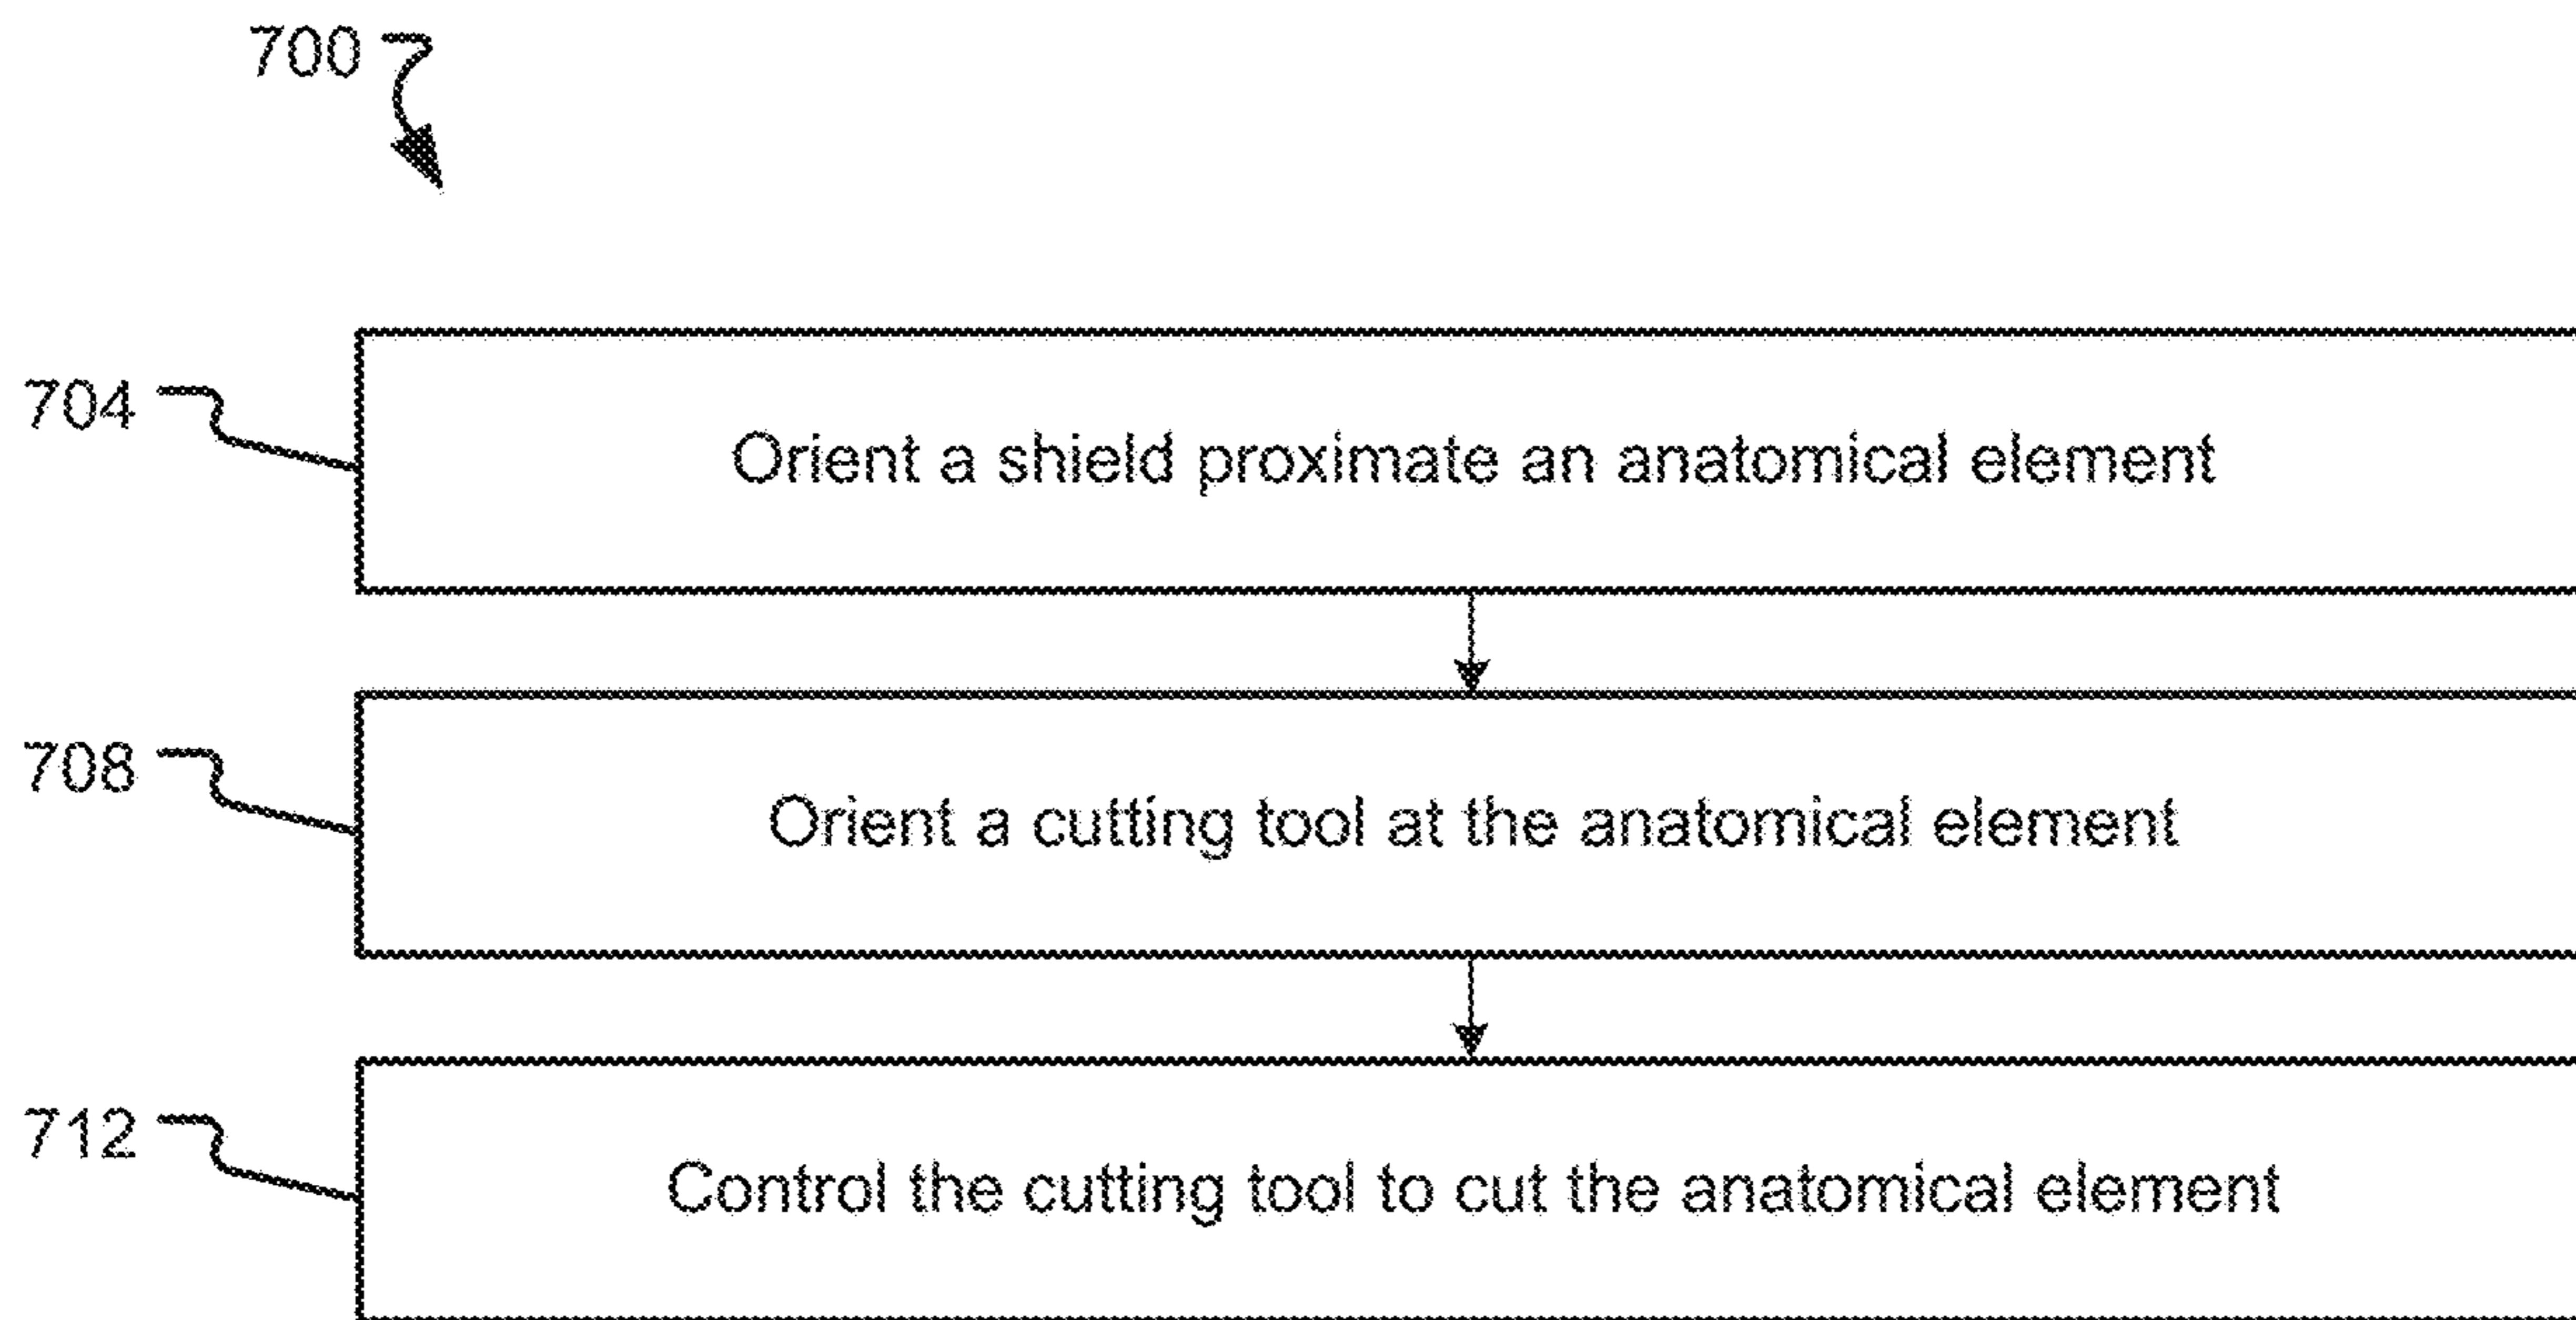 700
704
Orient a shield proximate an anatomical element
708
Orient a cutting tool at the anatomical element
712
Control the cutting tool to cut the anatomical element